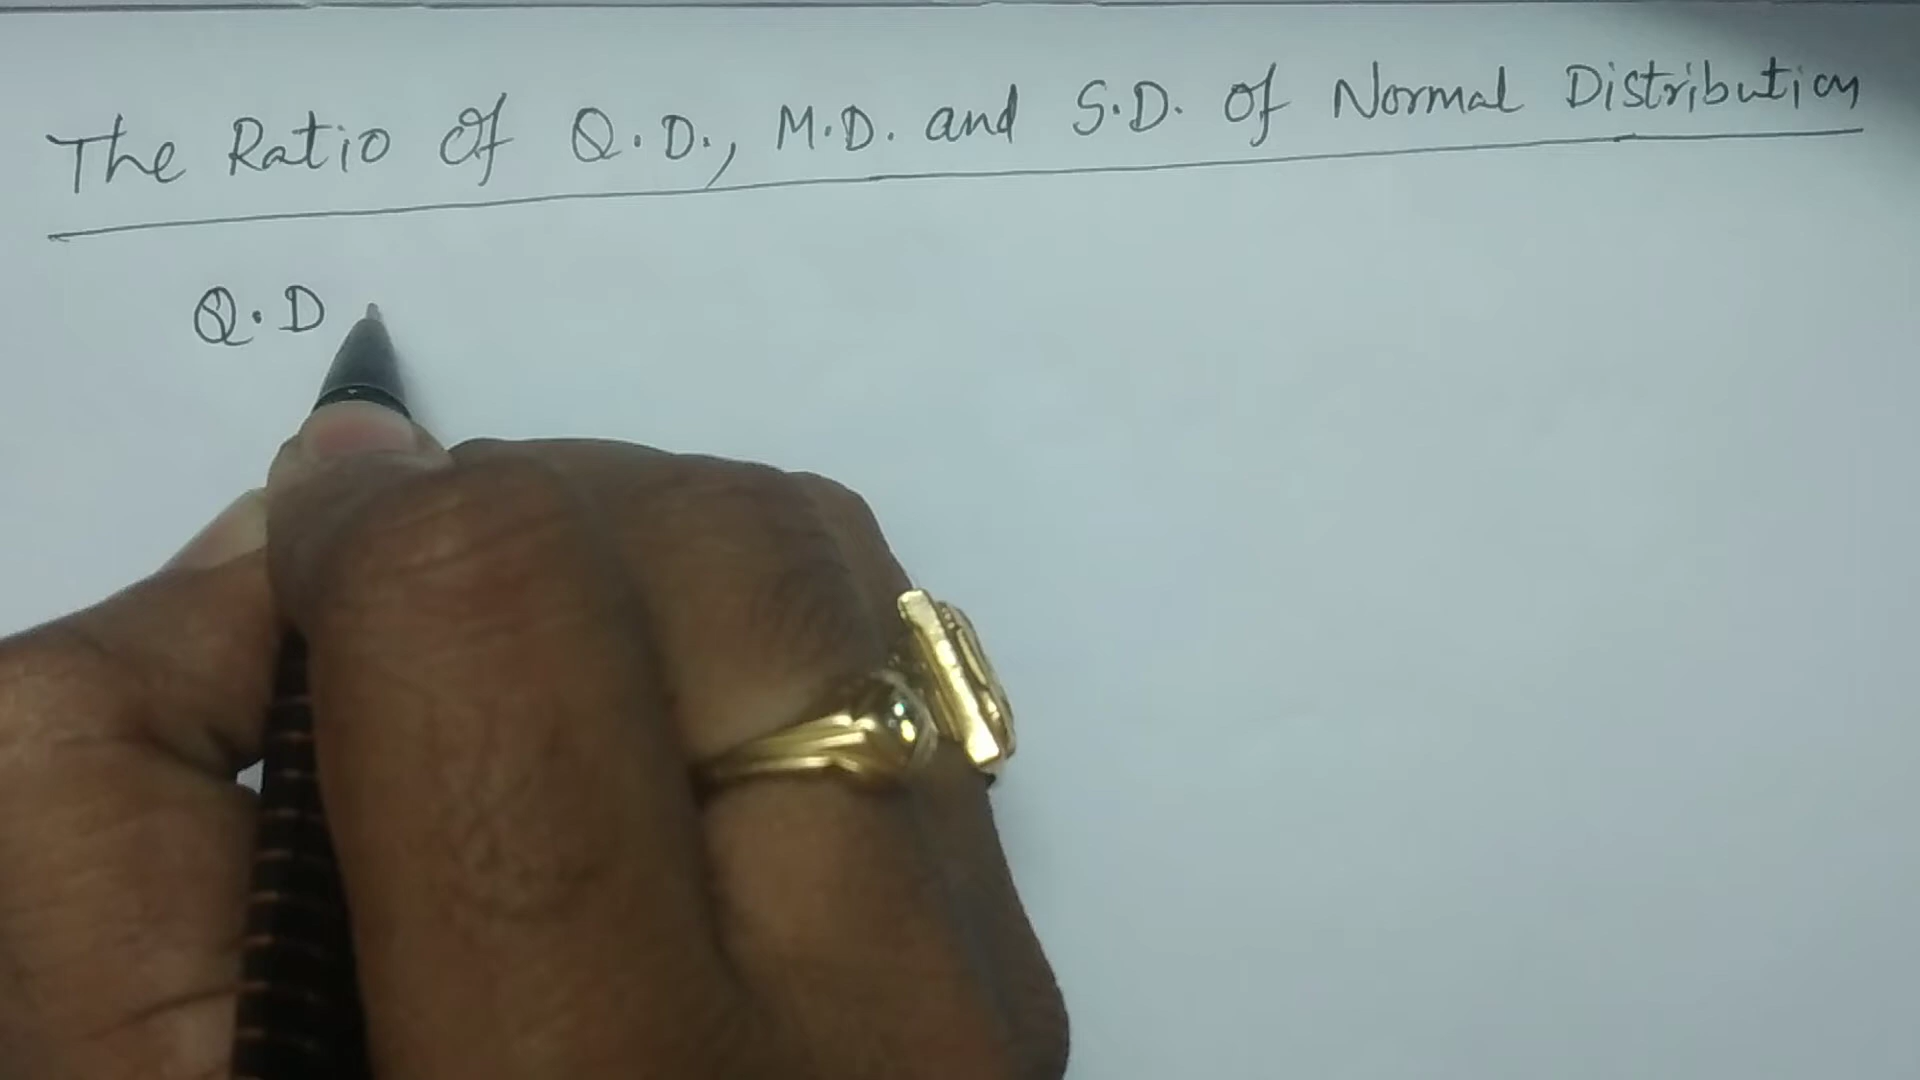 The Ratio Of Q.D., M.D. and S.D. Of Normal Distribution
Q.D